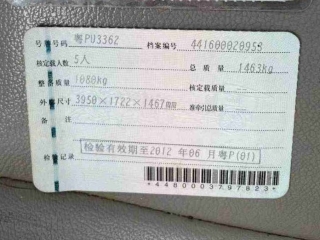 号牌号码 粤PU3362 档案编号 441600020953
核定载人数 5人 总质量 1463kg
整备质量 1080kg 核定载质量
外廓尺寸 3950×1722×1467mm 准牵引总质量
备注
检验记录 检验有效期至2012年06月粤P(01)
*4480003797823*